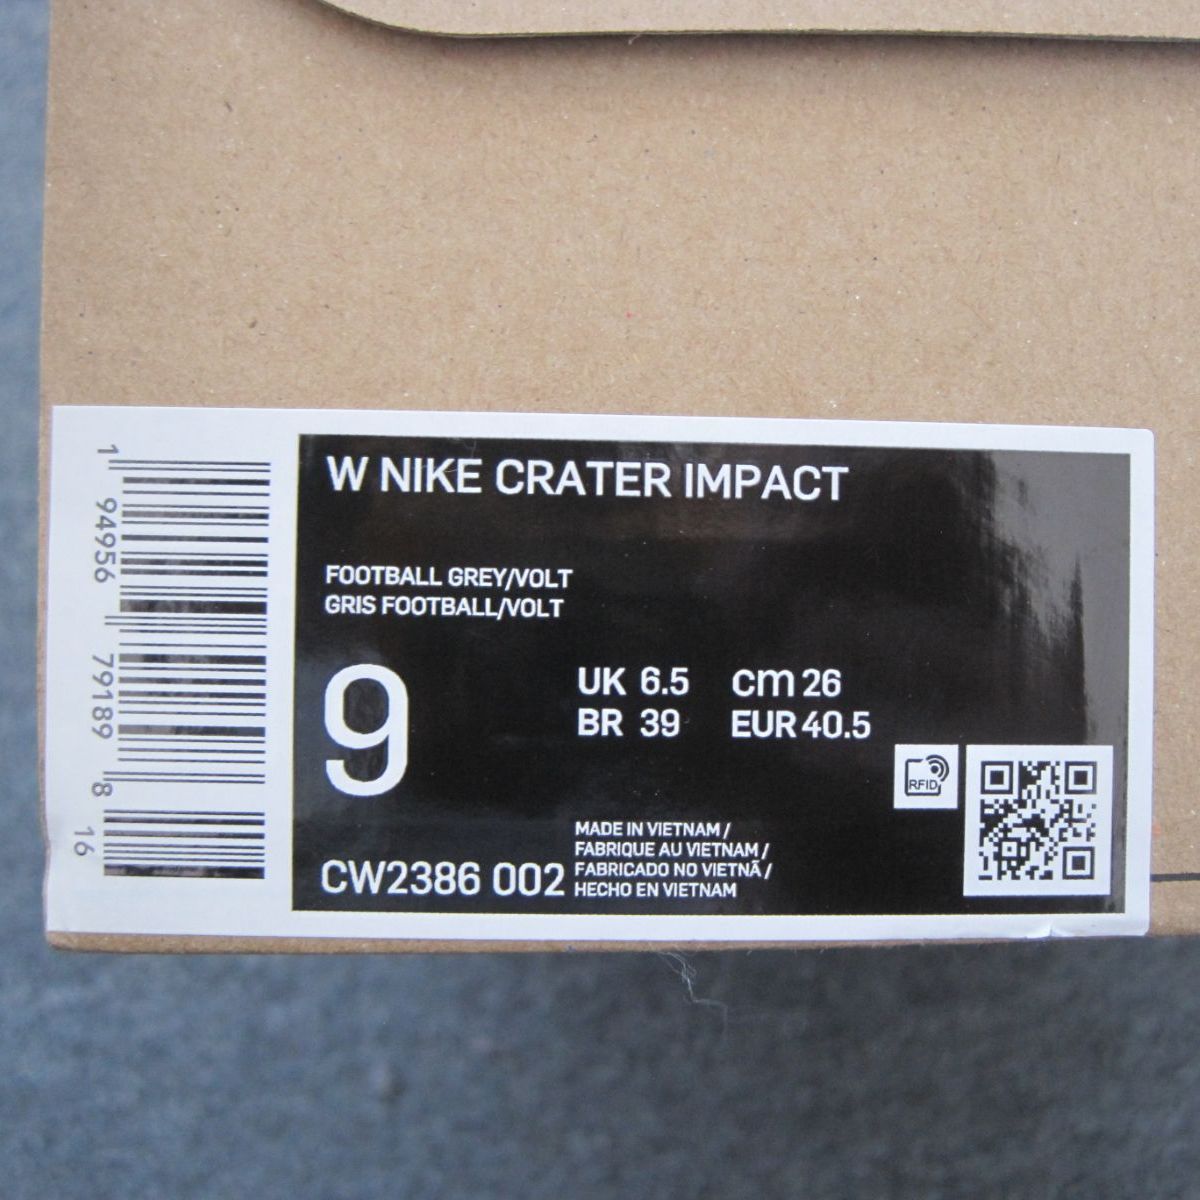 W NIKE CRATER IMPACT
FOOTBALL GREY/VOLT
GRIS FOOTBALL/VOLT
9
UK 6.5 cm 26
BR 39 EUR 40.5
RFID
CW2386 002
MADE IN VIETNAM /
FABRIQUE AU VIETNAM /
FABRICADO NO VIETNÃ /
HECHO EN VIETNAM
1 94956 79189 8 16